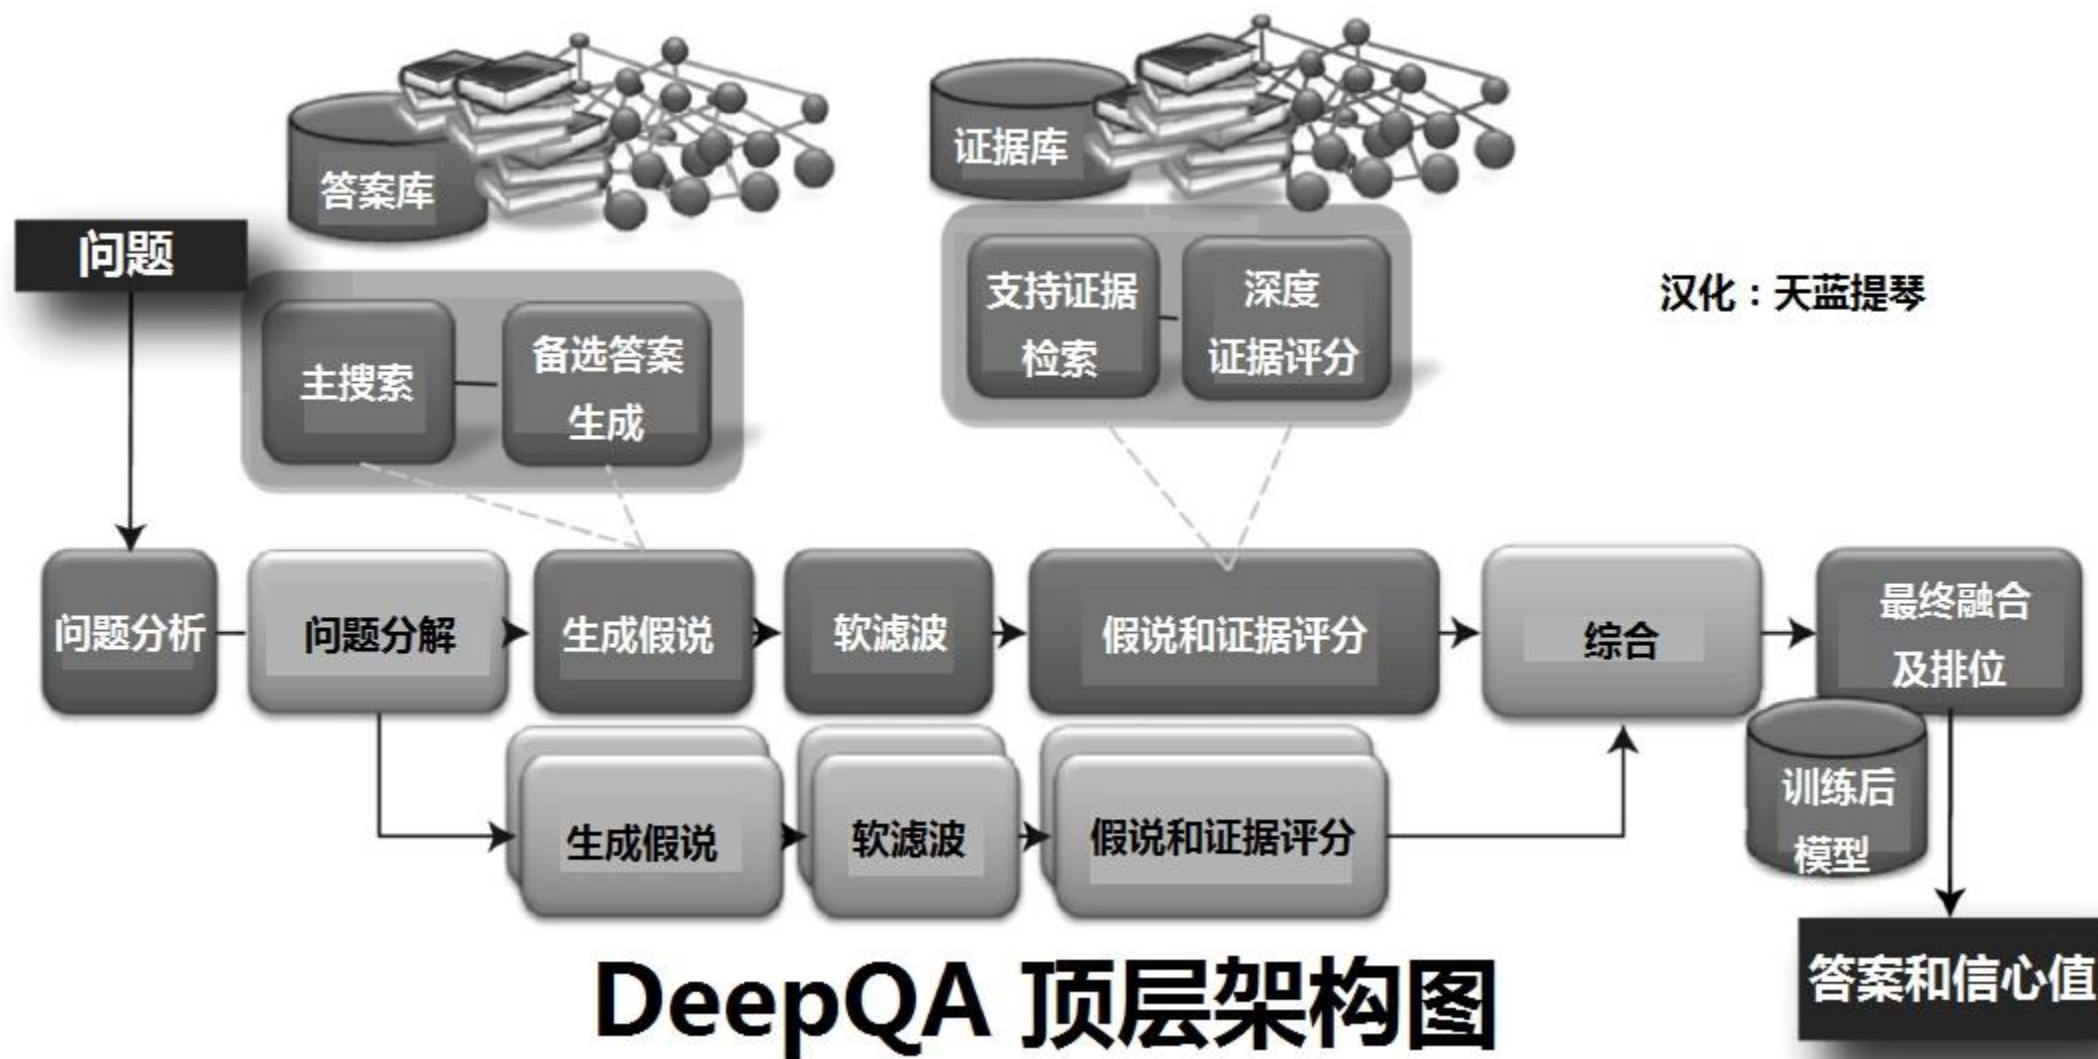 答案库
证据库
问题
支持证据
检索
深度
证据评分
汉化：天蓝提琴
主搜索
备选答案
生成
问题分析
问题分解
生成假说
软滤波
假说和证据评分
综合
最终融合
及排位
训练后
模型
生成假说
软滤波
假说和证据评分
答案和信心值
DeepQA 顶层架构图